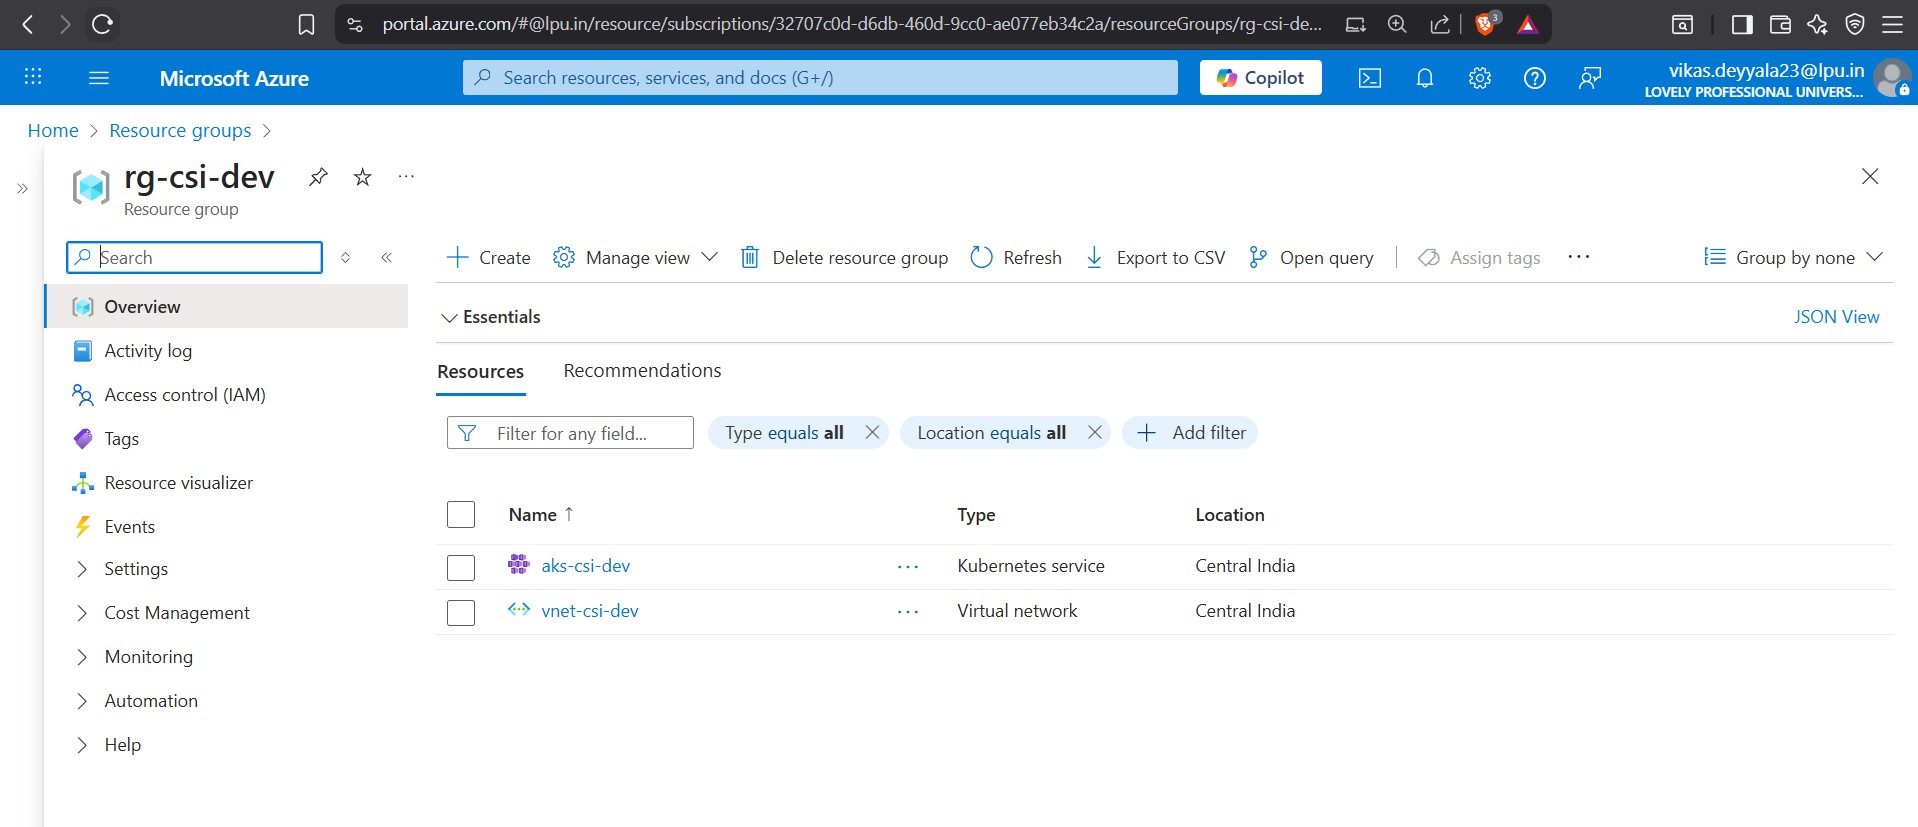 portal.azure.com/#@lpu.in/resource/subscriptions/32707c0d-d6db-460d-9cc0-ae077eb34c2a/resourceGroups/rg-csi-de...
3
Microsoft Azure
Search resources, services, and docs (G+/)
Copilot
vikas.deyyala23@lpu.in
LOVELY PROFESSIONAL UNIVERS...
Home > Resource groups >
rg-csi-dev
Resource group
Search
Overview
Activity log
Access control (IAM)
Tags
Resource visualizer
Events
Settings
Cost Management
Monitoring
Automation
Help
Create
Manage view
Delete resource group
Refresh
Export to CSV
Open query
Assign tags
Group by none
Essentials
JSON View
Resources
Recommendations
Filter for any field...
Type equals all
Location equals all
Add filter
Name ↑ Type Location
aks-csi-dev ... Kubernetes service Central India
vnet-csi-dev ... Virtual network Central India